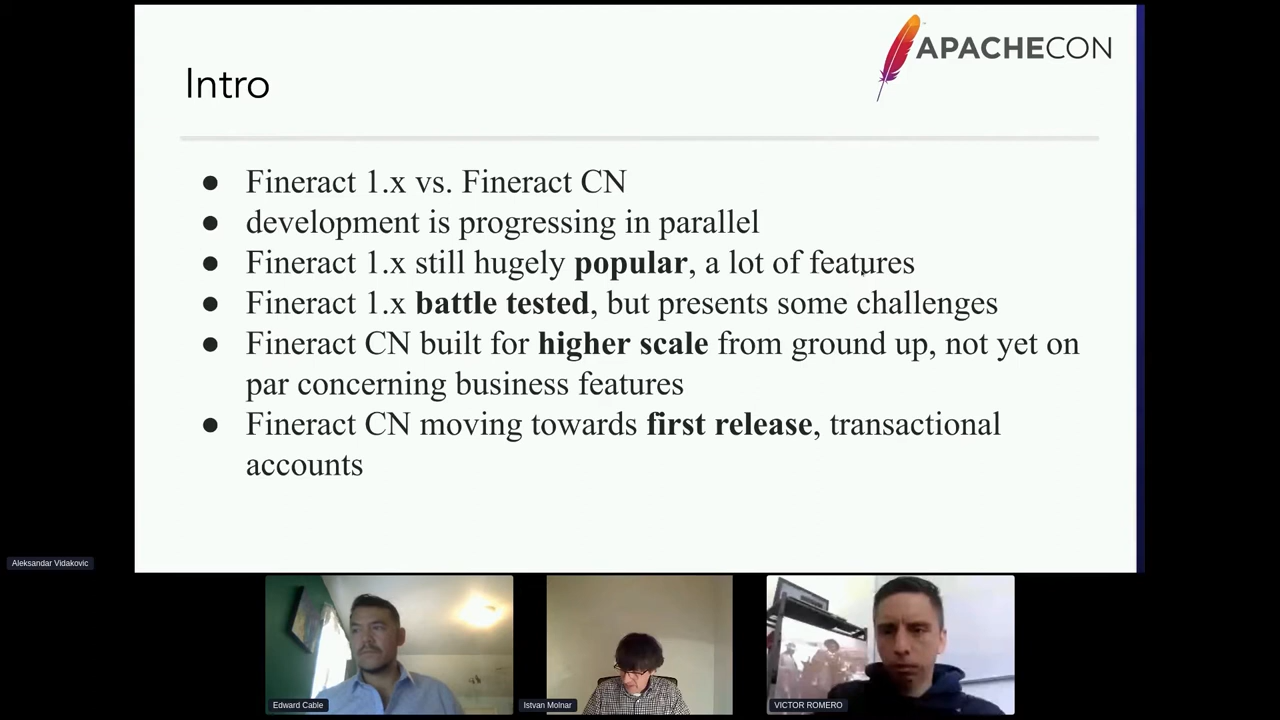 APACHECON
Intro
● Fineract 1.x vs. Fineract CN
● development is progressing in parallel
● Fineract 1.x still hugely popular, a lot of features
● Fineract 1.x battle tested, but presents some challenges
● Fineract CN built for higher scale from ground up, not yet on
par concerning business features
● Fineract CN moving towards first release, transactional
accounts
Aleksandar Vidakovic
Edward Cable
Istvan Molnar
VICTOR ROMERO